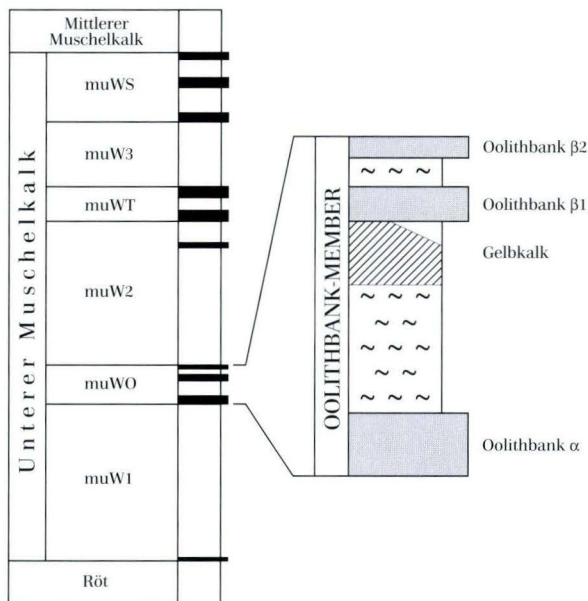 Mittlerer
Muschelkalk
Unterer Muschelkalk
muWS
muW3
muWT
muW2
muWO
muW1
Röt
OOLITHBANK-MEMBER
Oolithbank β2
Oolithbank β1
Gelbkalk
Oolithbank α